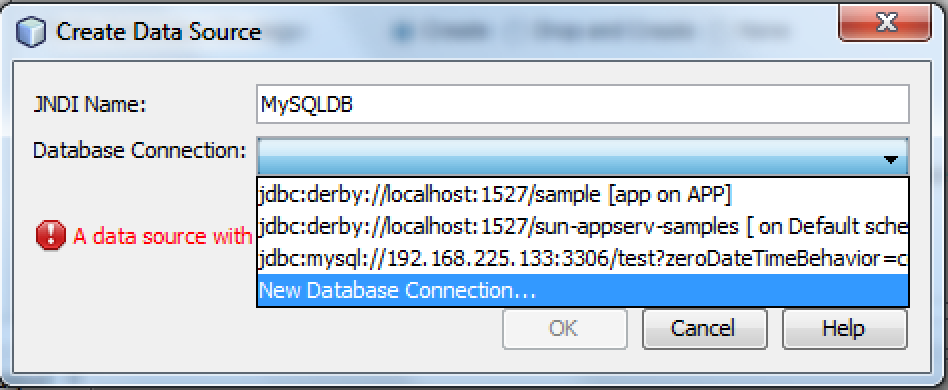 Create Data Source
JNDI Name:
MySQLDB
Database Connection:
jdbc:derby://localhost:1527/sample [app on APP]
jdbc:derby://localhost:1527/sun-appserv-samples [ on Default sche
A data source with
jdbc:mysql://192.168.225.133:3306/test?zeroDateTimeBehavior=c
New Database Connection...
OK
Cancel
Help